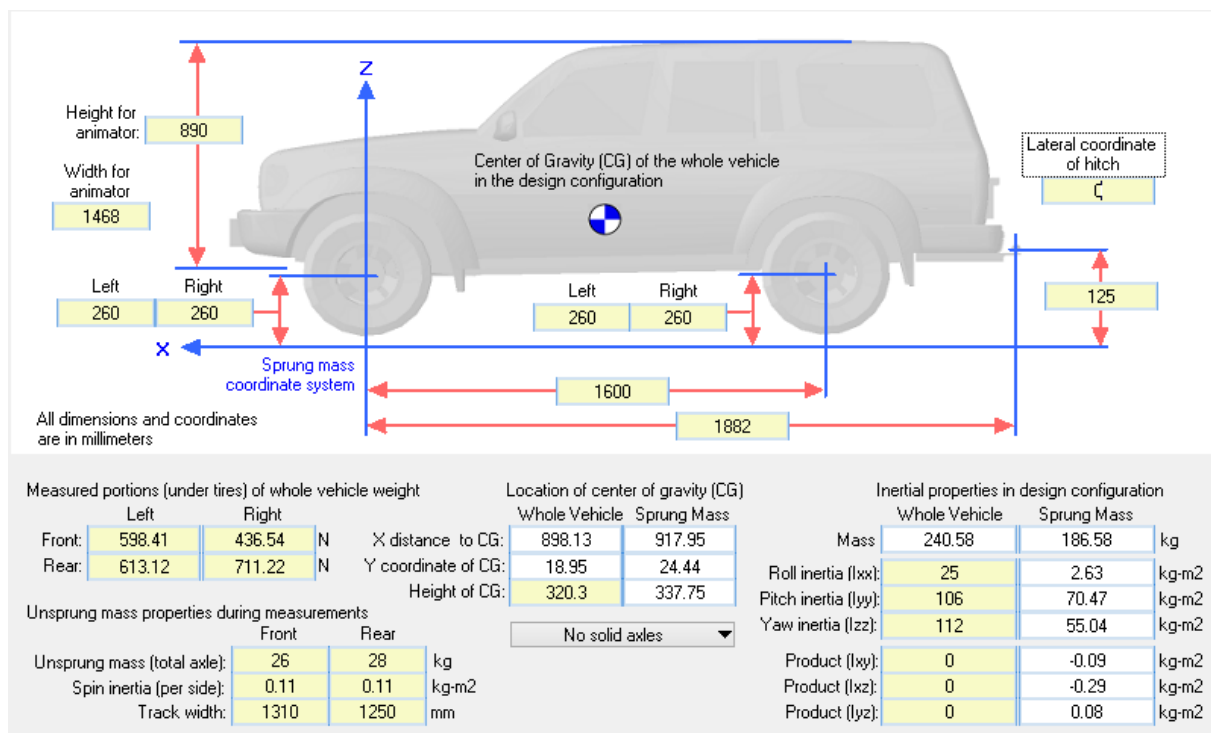 Z
Height for
animator:
890
Width for
animator
1468
Center of Gravity (CG) of the whole vehicle
in the design configuration
Lateral coordinate
of hitch
Left Right
260 260
Left Right
260 260
125
X
Sprung mass
coordinate system
1600
1882
All dimensions and coordinates
are in millimeters
Measured portions (under tires) of whole vehicle weight
Left Right
Front: 598.41 436.54 N
Rear: 613.12 711.22 N
Unsprung mass properties during measurements
Front Rear
Unsprung mass (total axle): 26 28 kg
Spin inertia (per side): 0.11 0.11 kg-m2
Track width: 1310 1250 mm
Location of center of gravity (CG)
Whole Vehicle Sprung Mass
X distance to CG: 898.13 917.95
Y coordinate of CG: 18.95 24.44
Height of CG: 320.3 337.75
No solid axles
Inertial properties in design configuration
Whole Vehicle Sprung Mass
Mass 240.58 186.58 kg
Roll inertia (Ixx): 25 2.63 kg-m2
Pitch inertia (Iyy): 106 70.47 kg-m2
Yaw inertia (Izz): 112 55.04 kg-m2
Product (Ixy): 0 -0.09 kg-m2
Product (Ixz): 0 -0.29 kg-m2
Product (Iyz): 0 0.08 kg-m2